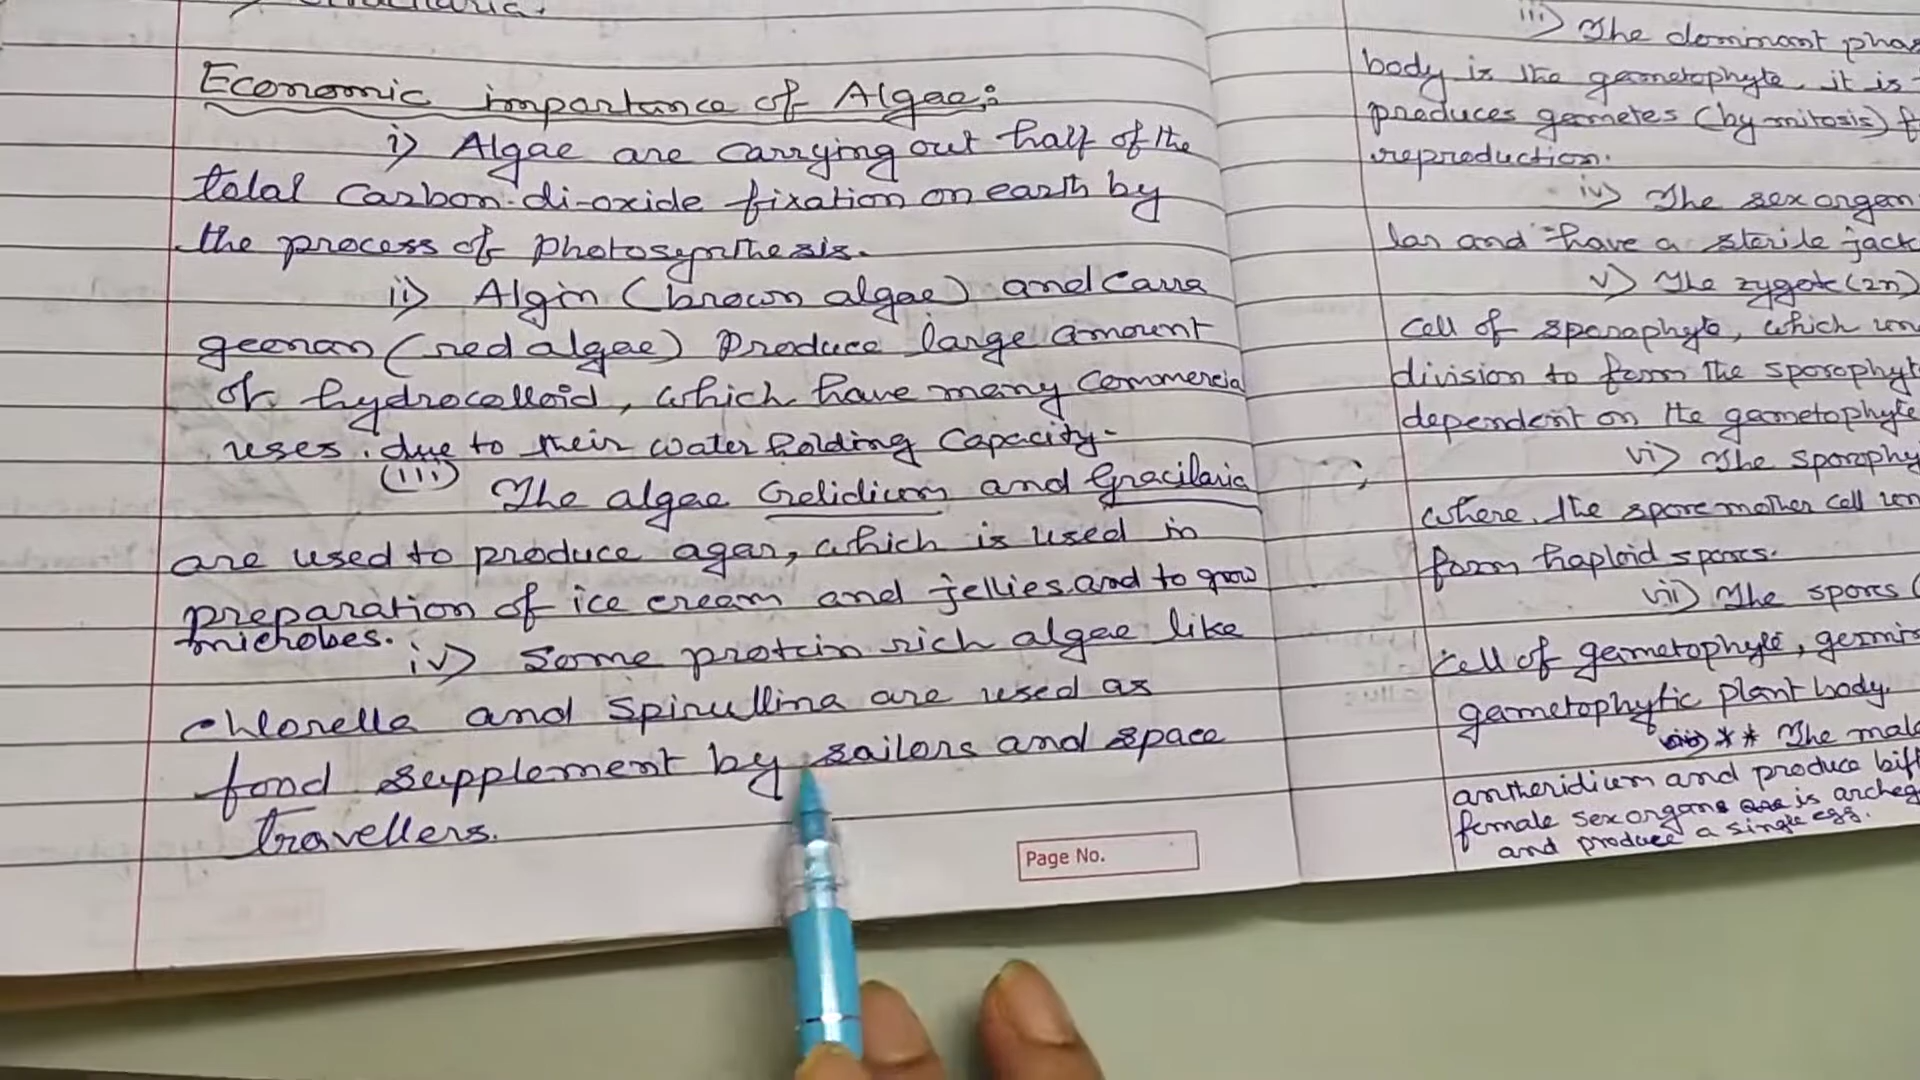 Economic importance of Algae:
i) Algae are carrying out half of the
total carbon-di-oxide fixation on earth by
the process of photosynthesis.
ii) Algin (brown algae) and Carra
geenan (red algae) Produce large amount
of hydrocolloid, which have many commercia
uses. due to their water holding capacity.
(iii) The algae Gelidium and Gracilaria
are used to produce agar, which is used in
preparation of ice cream and jellies and to grow
microbes.
iv) Some protein rich algae like
chlorella and Spirullina are used as
food supplement by sailors and space
travellers.
Page No.
iii) The dominant phas
body is the gametophyte, it is
produces gametes (by mitosis) f
reproduction.
iv) The sex organ
lar and have a sterile jack
v) The zygote (2n)
cell of sporophyte, which un
division to form the sporophyt
dependent on the gametophyte
vi) The sporophy
where, the spore mother cell un
form haploid spores.
vii) The spores (
cell of gametophyte, germi
gametophytic plant body.
** The male
antheridium and produce bifl
female sex organs is archeg
and produce a single egg.